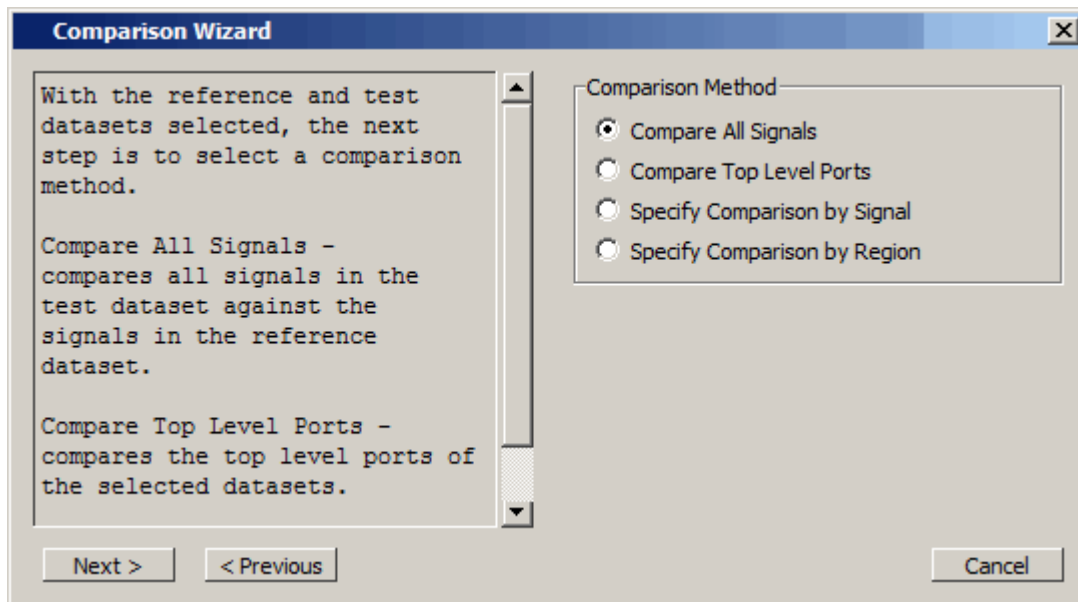 Comparison Wizard
With the reference and test
datasets selected, the next
step is to select a comparison
method.
Compare All Signals -
compares all signals in the
test dataset against the
signals in the reference
dataset.
Compare Top Level Ports -
compares the top level ports of
the selected datasets.
Comparison Method
Compare All Signals
Compare Top Level Ports
Specify Comparison by Signal
Specify Comparison by Region
Next >
< Previous
Cancel